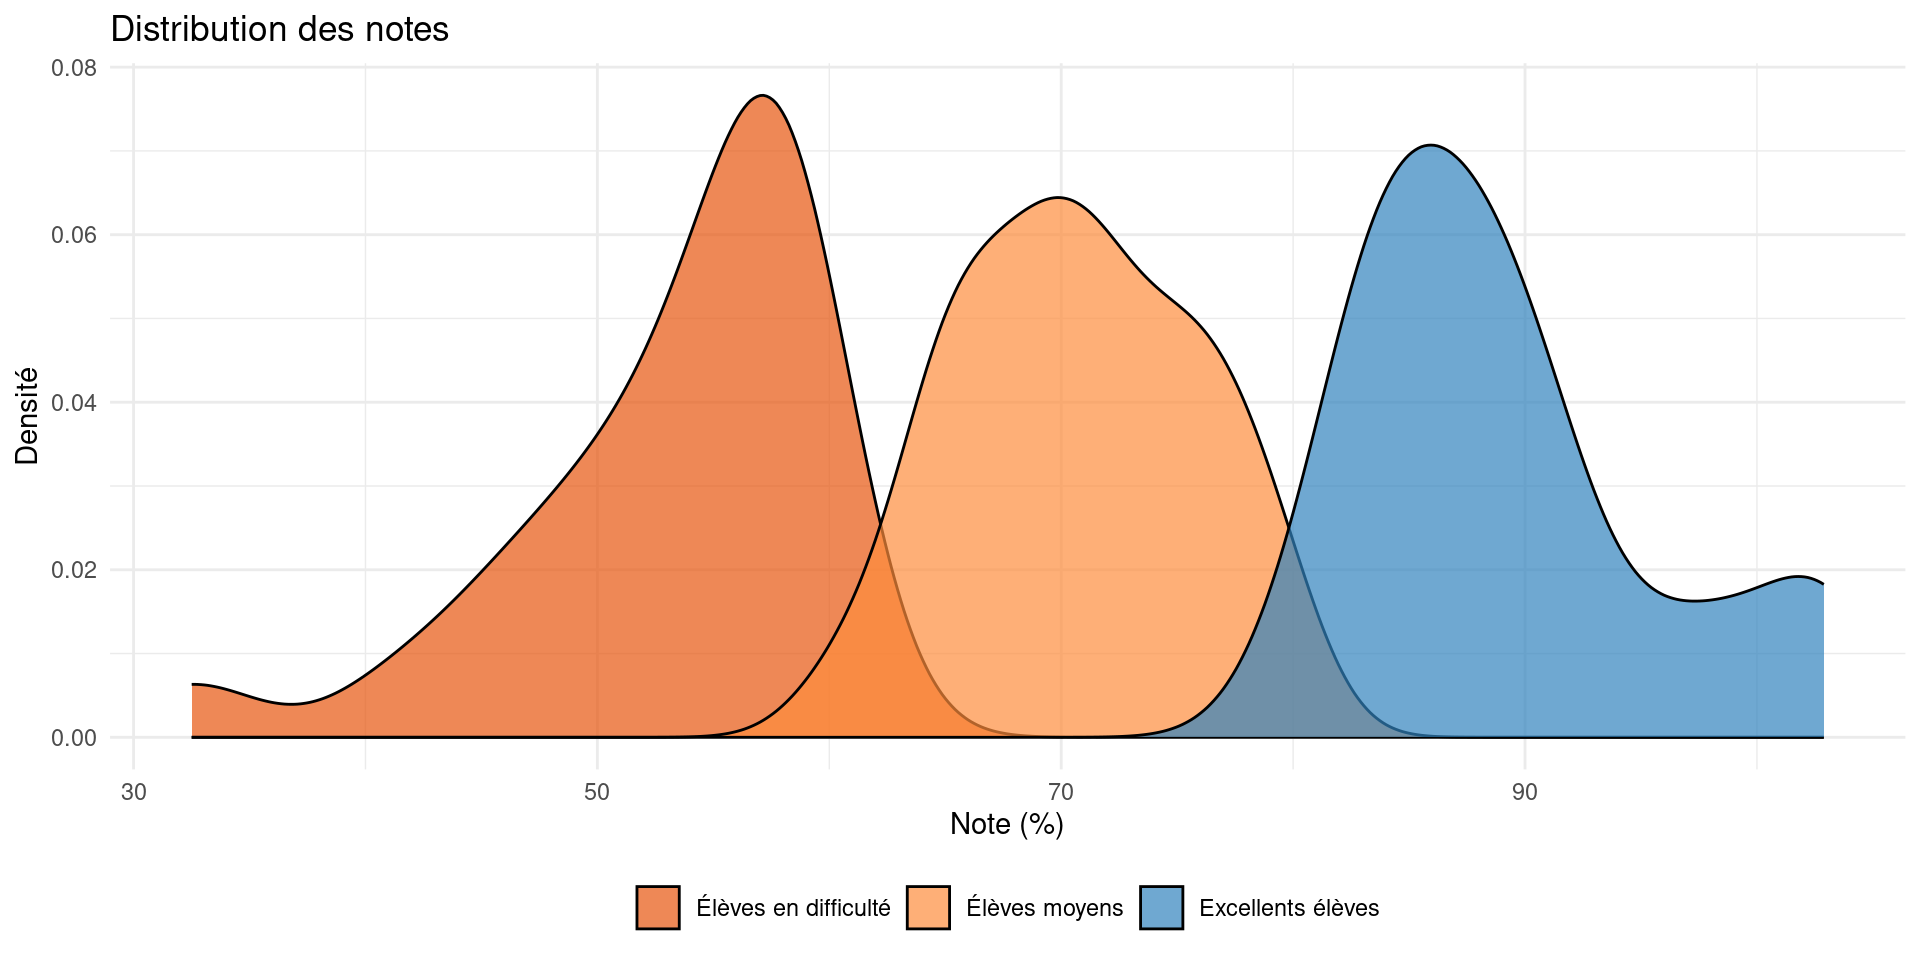 Distribution des notes
0.08
0.06
0.04
0.02
0.00
Densité
30 50 70 90
Note (%)
Élèves en difficulté Élèves moyens Excellents élèves